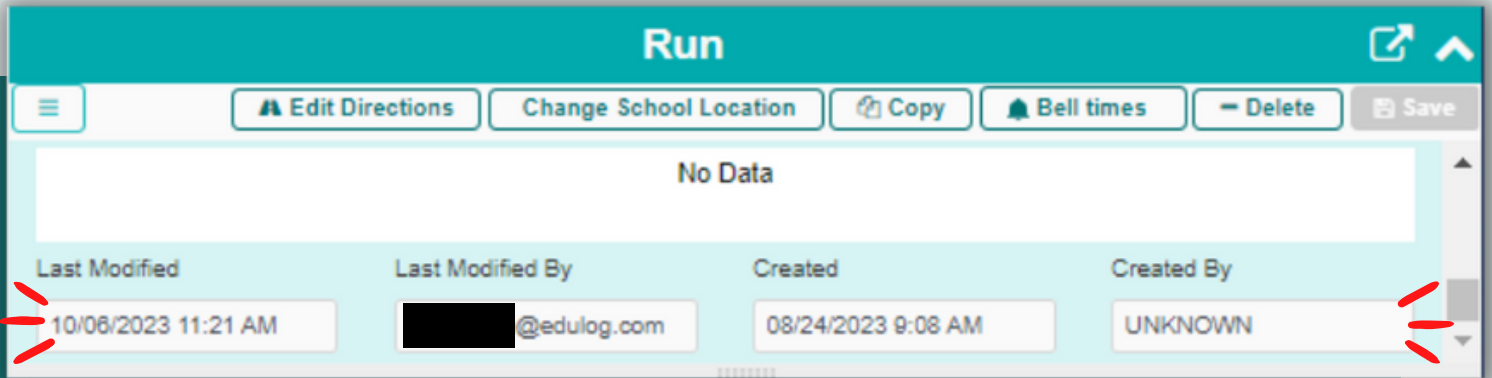 Run
Edit Directions Change School Location Copy Bell times Delete Save
No Data
Last Modified Last Modified By Created Created By
10/06/2023 11:21 AM @edulog.com 08/24/2023 9:08 AM UNKNOWN